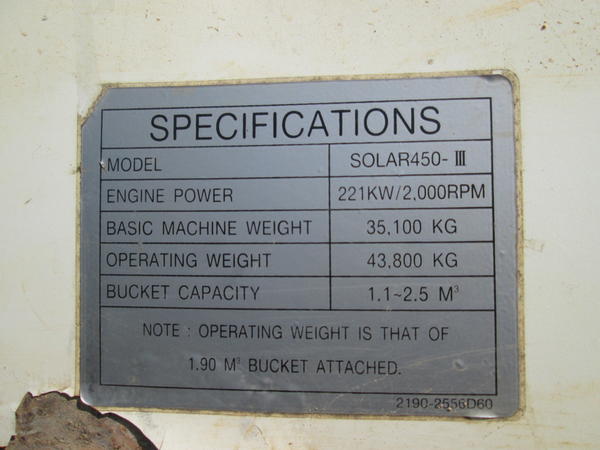 SPECIFICATIONS
MODEL SOLAR450-Ⅲ
ENGINE POWER 221KW/2,000RPM
BASIC MACHINE WEIGHT 35,100 KG
OPERATING WEIGHT 43,800 KG
BUCKET CAPACITY 1.1~2.5 M³
NOTE : OPERATING WEIGHT IS THAT OF
1.90 M³ BUCKET ATTACHED.
2190-2556D60